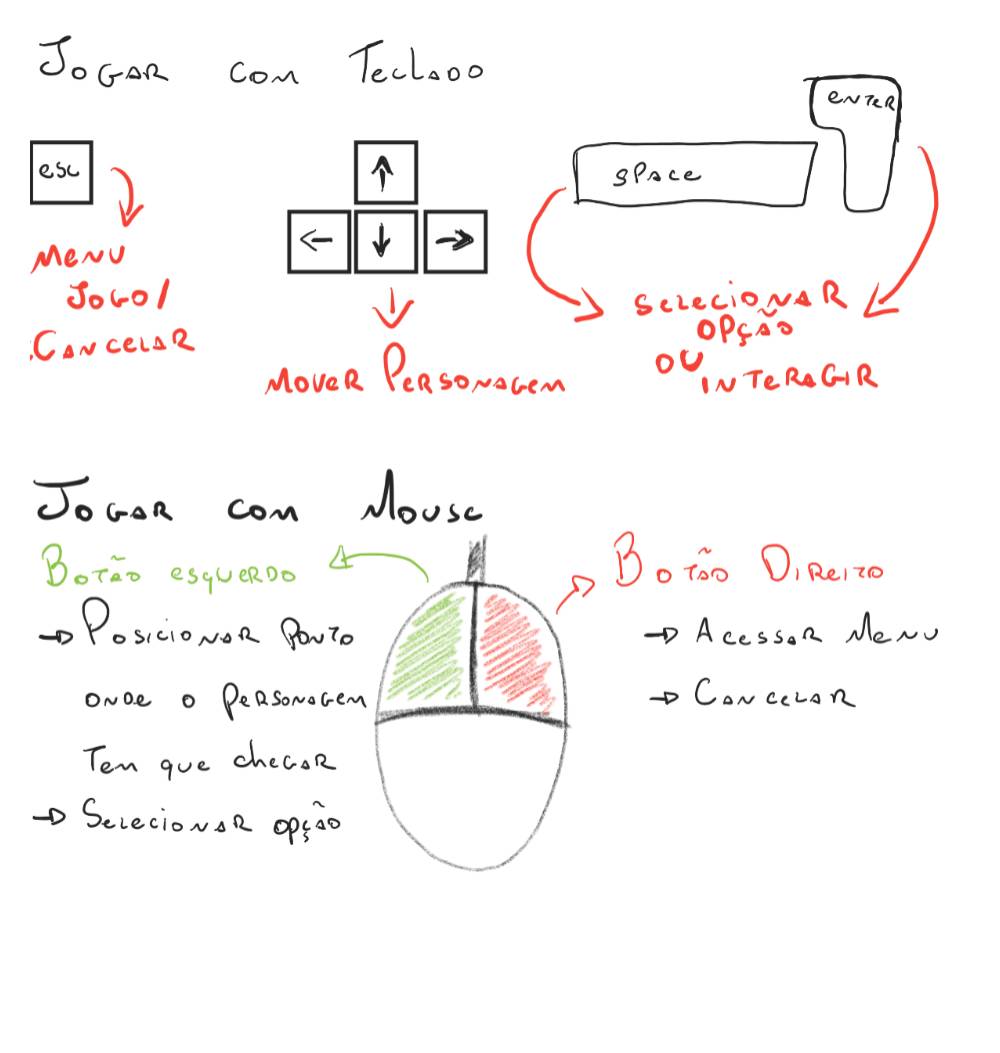 Jogar com Teclado
esc
enter
space
Menu
Jogo/
Cancelar
Mover Personagem
Selecionar
opção
ou
interagir
Jogar com Mouse
Botão esquerdo
Posicionar Ponto
onde o Personagem
Tem que chegar
Selecionar opção
Botão Direito
Acessar Menu
Cancelar